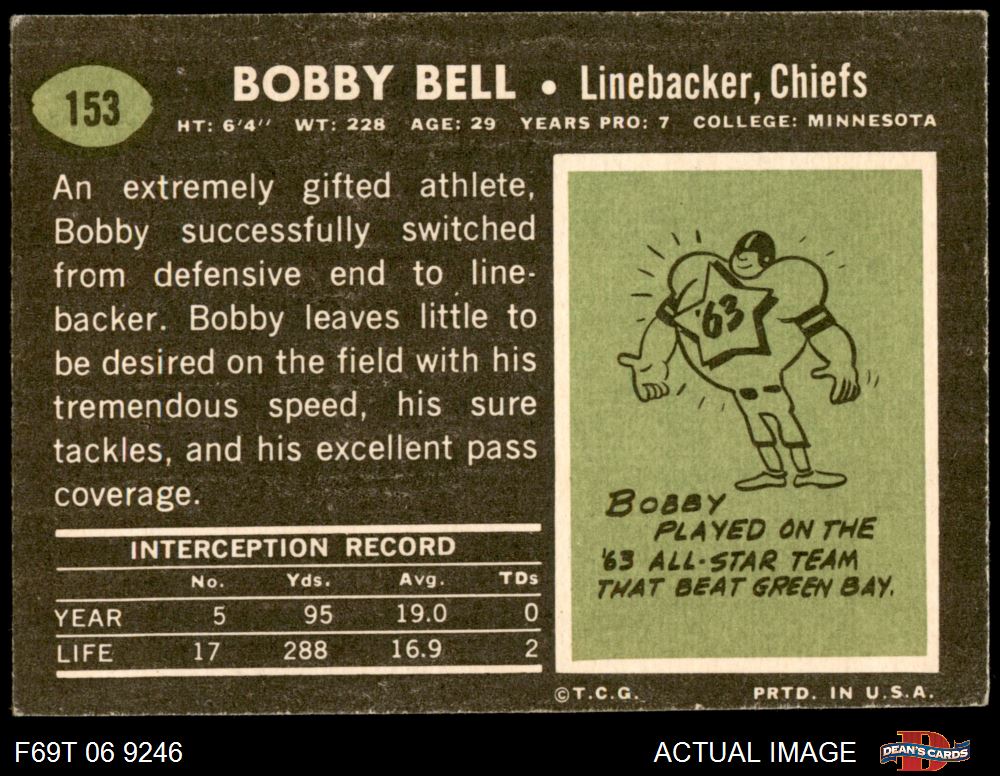 153
BOBBY BELL • Linebacker, Chiefs
HT: 6'4" WT: 228 AGE: 29 YEARS PRO: 7 COLLEGE: MINNESOTA
An extremely gifted athlete,
Bobby successfully switched
from defensive end to line-
backer. Bobby leaves little to
be desired on the field with his
tremendous speed, his sure
tackles, and his excellent pass
coverage.
INTERCEPTION RECORD
No. Yds. Avg. TDs
YEAR 5 95 19.0 0
LIFE 17 288 16.9 2
'63
BOBBY
PLAYED ON THE
'63 ALL-STAR TEAM
THAT BEAT GREEN BAY.
©T.C.G. PRTD. IN U.S.A.
F69T 06 9246
ACTUAL IMAGE
D
DEAN'S CARDS